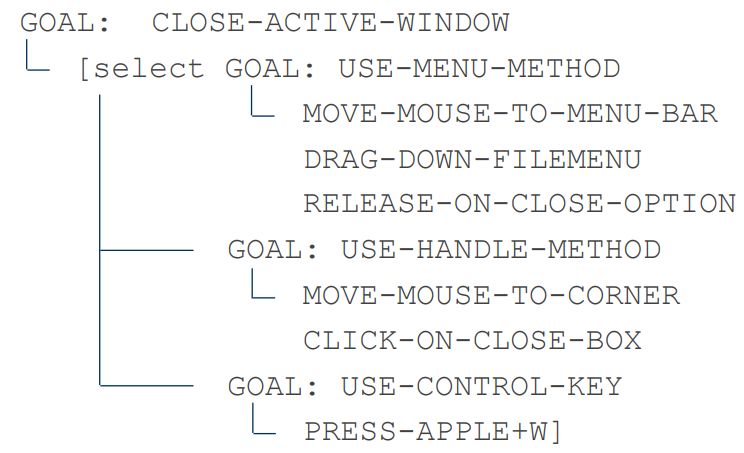 GOAL: CLOSE-ACTIVE-WINDOW
[select GOAL: USE-MENU-METHOD
MOVE-MOUSE-TO-MENU-BAR
DRAG-DOWN-FILEMENU
RELEASE-ON-CLOSE-OPTION
GOAL: USE-HANDLE-METHOD
MOVE-MOUSE-TO-CORNER
CLICK-ON-CLOSE-BOX
GOAL: USE-CONTROL-KEY
PRESS-APPLE+W]